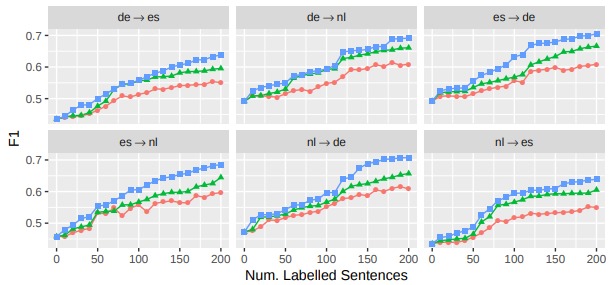 de → es
de → nl
es → de
0.7
0.6
0.5
F1
es → nl
nl → de
nl → es
0.7
0.6
0.5
0 50 100 150 200 0 50 100 150 200 0 50 100 150 200
Num. Labelled Sentences